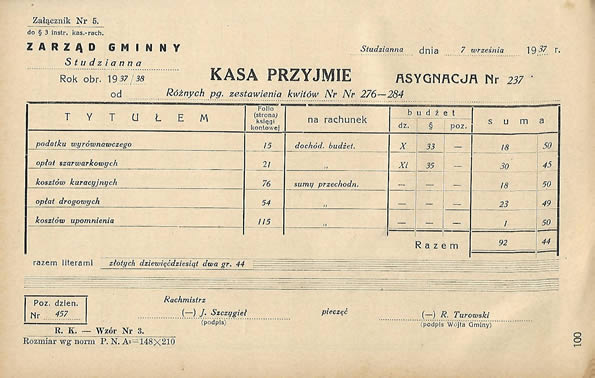 Załącznik Nr 5.
do § 3 instr. kas.-rach.
ZARZĄD GMINNY
Studzianna
Studzianna dnia 7 września 1937 r.
Rok obr. 1937/38
KASA PRZYJMIE
ASYGNACJA Nr 237
od Różnych pg. zestawienia kwitów Nr Nr 276—284
TYTUŁEM Folio (strona) księgi kontowej na rachunek budżet dz. § poz. suma
podatku wyrównawczego 15 dochód. budżet. X 33 — 18 50
opłat szarwarkowych 21 „ XI 35 — 30 45
kosztów kuracyjnych 76 sumy przechodn. — — — 18 50
opłat drogowych 54 „ — — — 23 49
kosztów upomnienia 115 „ — — — 1 50
Razem 92 44
razem literami złotych dziewięćdziesiąt dwa gr. 44
Poz. dzien.
Nr 457
Rachmistrz
(—) J. Szczygieł
(podpis)
pieczęć
(—) R. Turowski
(podpis Wójta Gminy)
R. K. — Wzór Nr 3.
Rozmiar wg norm P. N. A⁵=148×210
100